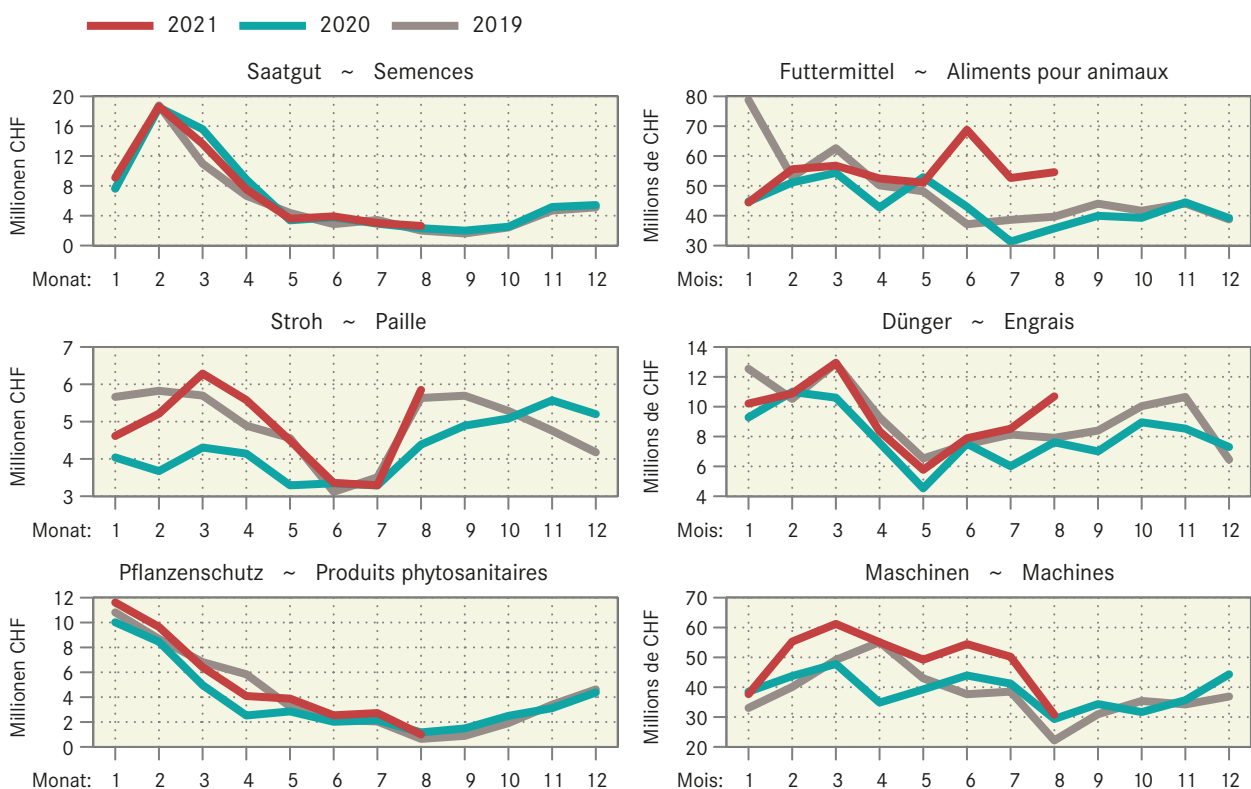 2021 2020 2019
Saatgut ~ Semences
Millionen CHF
20
16
12
8
4
0
Monat: 1 2 3 4 5 6 7 8 9 10 11 12
Futtermittel ~ Aliments pour animaux
Millions de CHF
80
70
60
50
40
30
Mois: 1 2 3 4 5 6 7 8 9 10 11 12
Stroh ~ Paille
Millionen CHF
7
6
5
4
3
Monat: 1 2 3 4 5 6 7 8 9 10 11 12
Dünger ~ Engrais
Millions de CHF
14
12
10
8
6
4
Mois: 1 2 3 4 5 6 7 8 9 10 11 12
Pflanzenschutz ~ Produits phytosanitaires
Millionen CHF
12
10
8
6
4
2
0
Monat: 1 2 3 4 5 6 7 8 9 10 11 12
Maschinen ~ Machines
Millions de CHF
70
60
50
40
30
20
Mois: 1 2 3 4 5 6 7 8 9 10 11 12